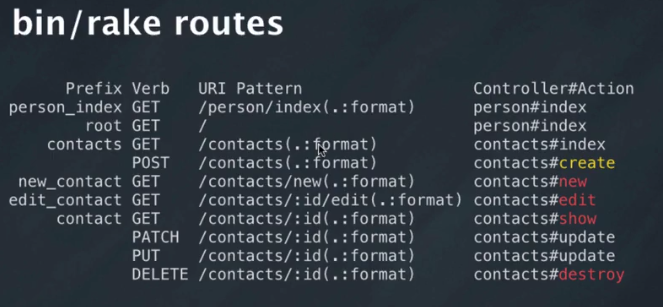 bin/rake routes
Prefix Verb URI Pattern Controller#Action
person_index GET /person/index(.:format) person#index
root GET / person#index
contacts GET /contacts(.:format) contacts#index
POST /contacts(.:format) contacts#create
new_contact GET /contacts/new(.:format) contacts#new
edit_contact GET /contacts/:id/edit(.:format) contacts#edit
contact GET /contacts/:id(.:format) contacts#show
PATCH /contacts/:id(.:format) contacts#update
PUT /contacts/:id(.:format) contacts#update
DELETE /contacts/:id(.:format) contacts#destroy